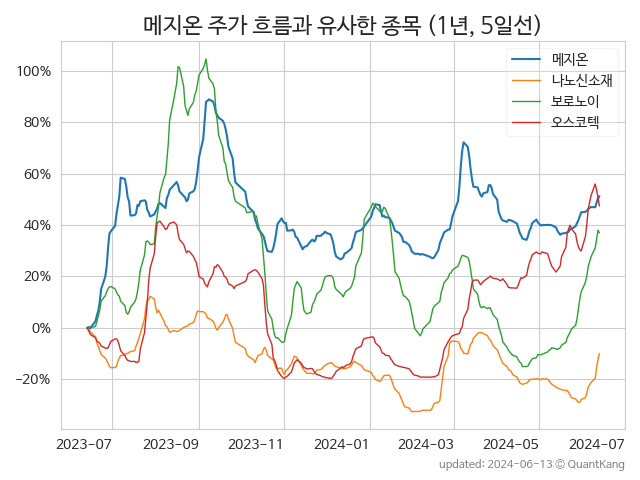 메지온 주가 흐름과 유사한 종목 (1년, 5일선)
메지온
나노신소재
보로노이
오스코텍
100%
80%
60%
40%
20%
0%
−20%
2023-07 2023-09 2023-11 2024-01 2024-03 2024-05 2024-07
updated: 2024-06-13 © QuantKang